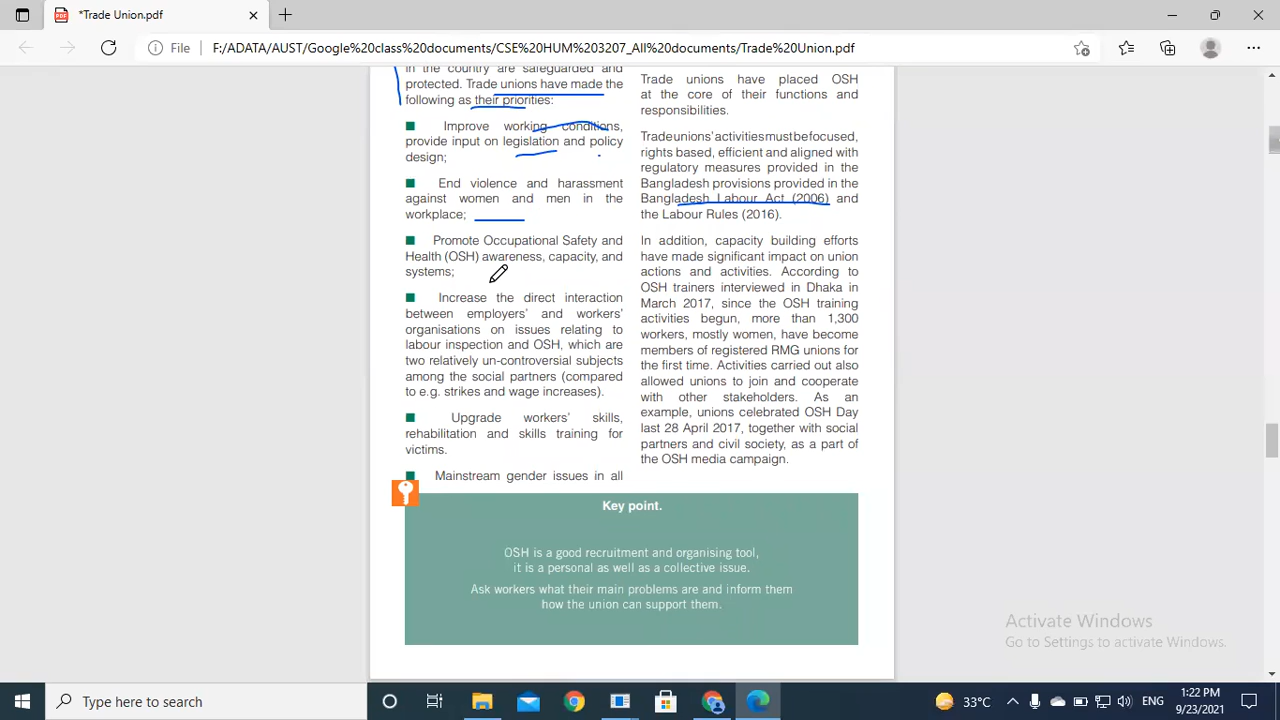 *Trade Union.pdf
File
F:/ADATA/AUST/Google%20class%20documents/CSE%20HUM%203207_All%20documents/Trade%20Union.pdf
in the country are safeguarded and
protected. Trade unions have made the
following as their priorities:
Improve working conditions,
provide input on legislation and policy
design;
End violence and harassment
against women and men in the
workplace;
Promote Occupational Safety and
Health (OSH) awareness, capacity, and
systems;
Increase the direct interaction
between employers' and workers'
organisations on issues relating to
labour inspection and OSH, which are
two relatively un-controversial subjects
among the social partners (compared
to e.g. strikes and wage increases).
Upgrade workers' skills,
rehabilitation and skills training for
victims.
Mainstream gender issues in all
Trade unions have placed OSH
at the core of their functions and
responsibilities.
Trade unions' activities must be focused,
rights based, efficient and aligned with
regulatory measures provided in the
Bangladesh provisions provided in the
Bangladesh Labour Act (2006) and
the Labour Rules (2016).
In addition, capacity building efforts
have made significant impact on union
actions and activities. According to
OSH trainers interviewed in Dhaka in
March 2017, since the OSH training
activities begun, more than 1,300
workers, mostly women, have become
members of registered RMG unions for
the first time. Activities carried out also
allowed unions to join and cooperate
with other stakeholders. As an
example, unions celebrated OSH Day
last 28 April 2017, together with social
partners and civil society, as a part of
the OSH media campaign.
Key point.
OSH is a good recruitment and organising tool,
it is a personal as well as a collective issue.
Ask workers what their main problems are and inform them
how the union can support them.
Activate Windows
Go to Settings to activate Windows.
Type here to search
33°C
ENG
1:22 PM
9/23/2021